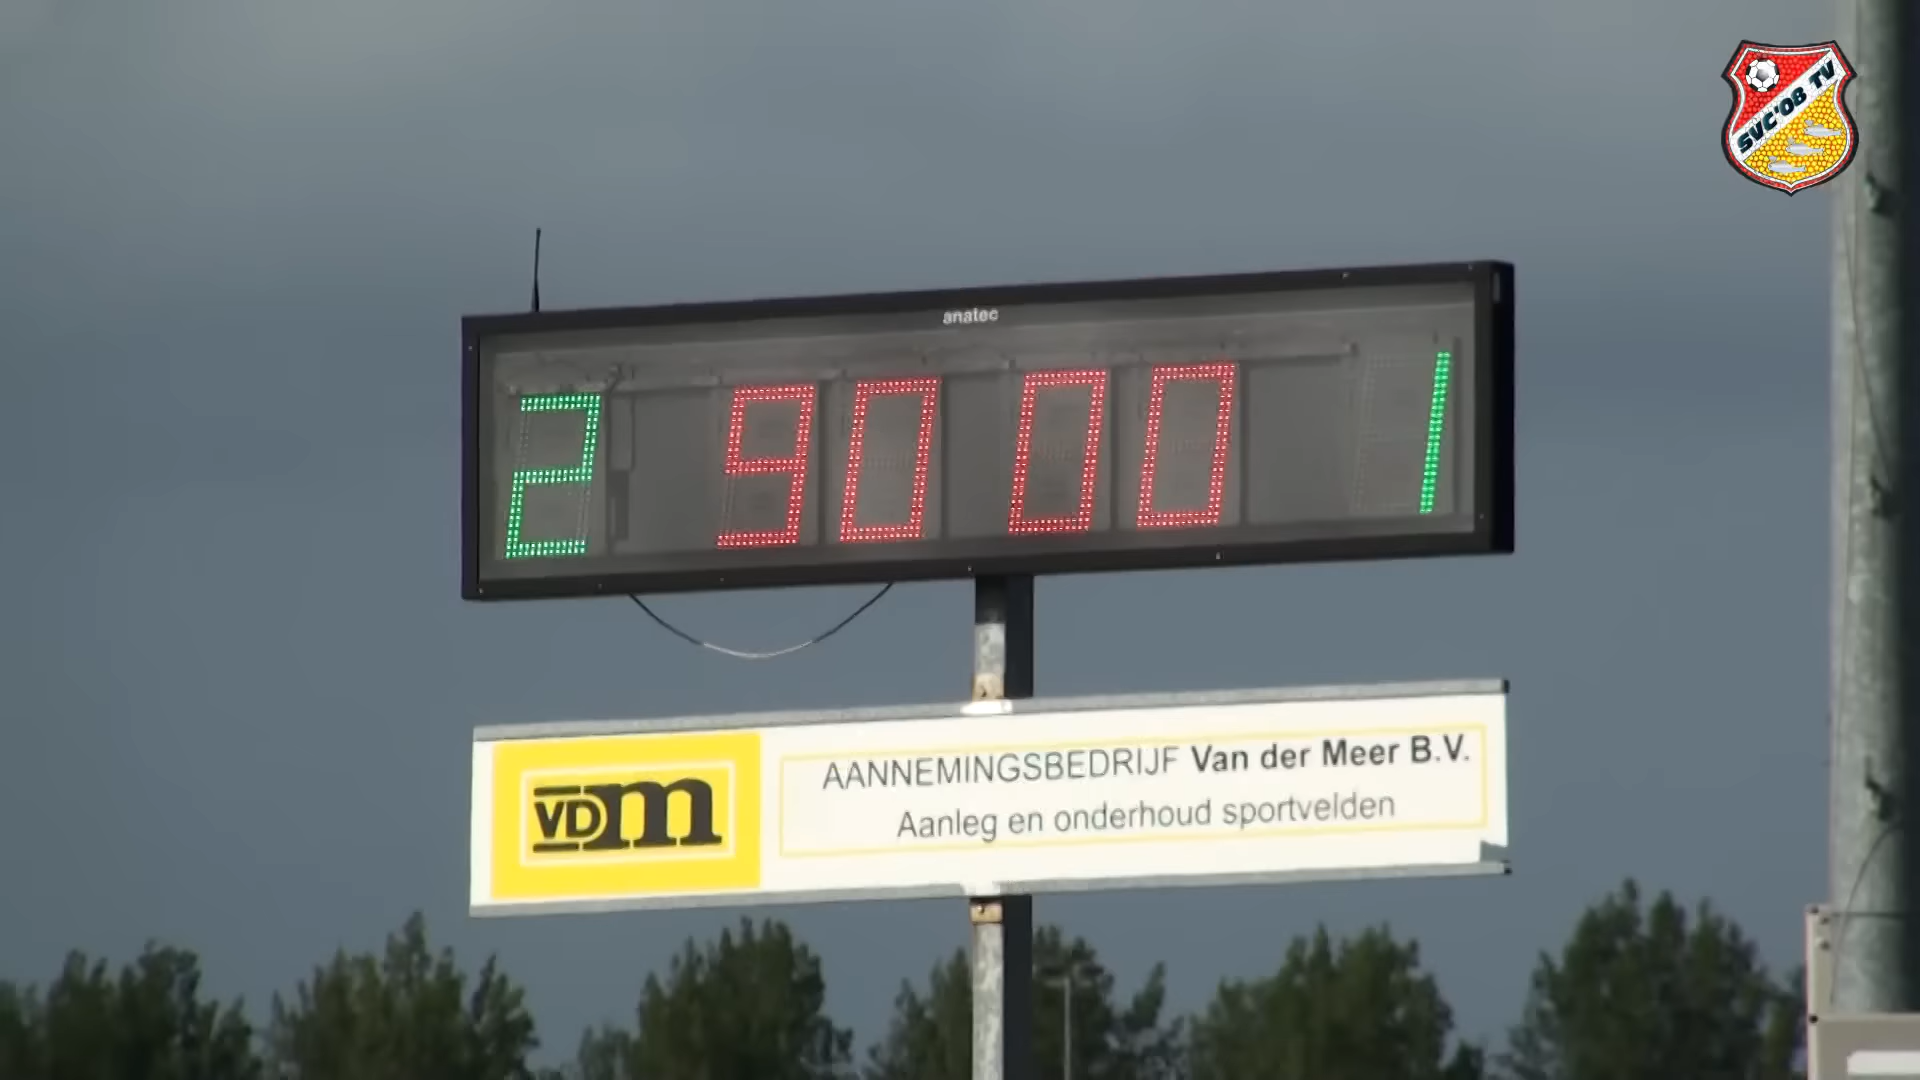 SVC'08 TV
anatec
2 90 00 1
VDm
AANNEMINGSBEDRIJF Van der Meer B.V.
Aanleg en onderhoud sportvelden